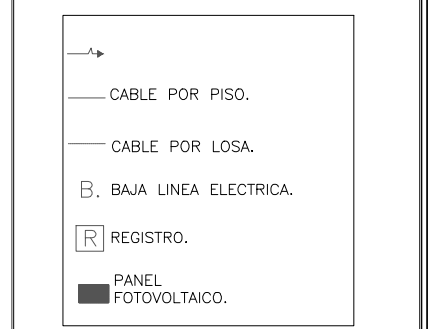 CABLE POR PISO.
CABLE POR LOSA.
B. BAJA LINEA ELECTRICA.
R REGISTRO.
PANEL
FOTOVOLTAICO.